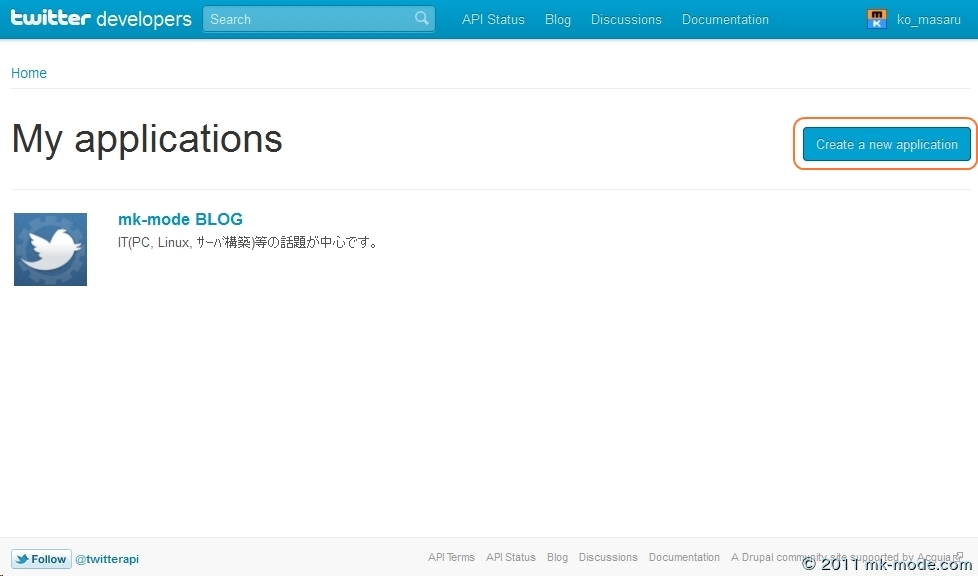 twitter developers Search API Status Blog Discussions Documentation ko_masaru
Home
My applications
Create a new application
mk-mode BLOG
IT(PC, Linux, ｻｰﾊﾞ構築)等の話題が中心です。
Follow @twitterapi API Terms API Status Blog Discussions Documentation A Drupal community site supported by Acquia
© 2011 mk-mode.com